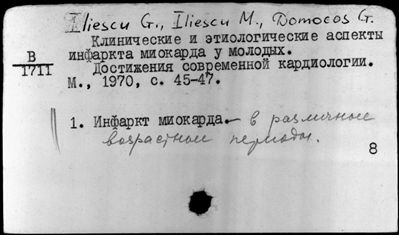 Iliescu G., Iliescu M., Domocos G.
Клинические и этиологические аспекты
инфаркта миокарда у молодых.
В
1711
Достижения современной кардиологии.
М., 1970, с. 45-47.
1. Инфаркт миокарда.— в различные
возрастные периоды.
8